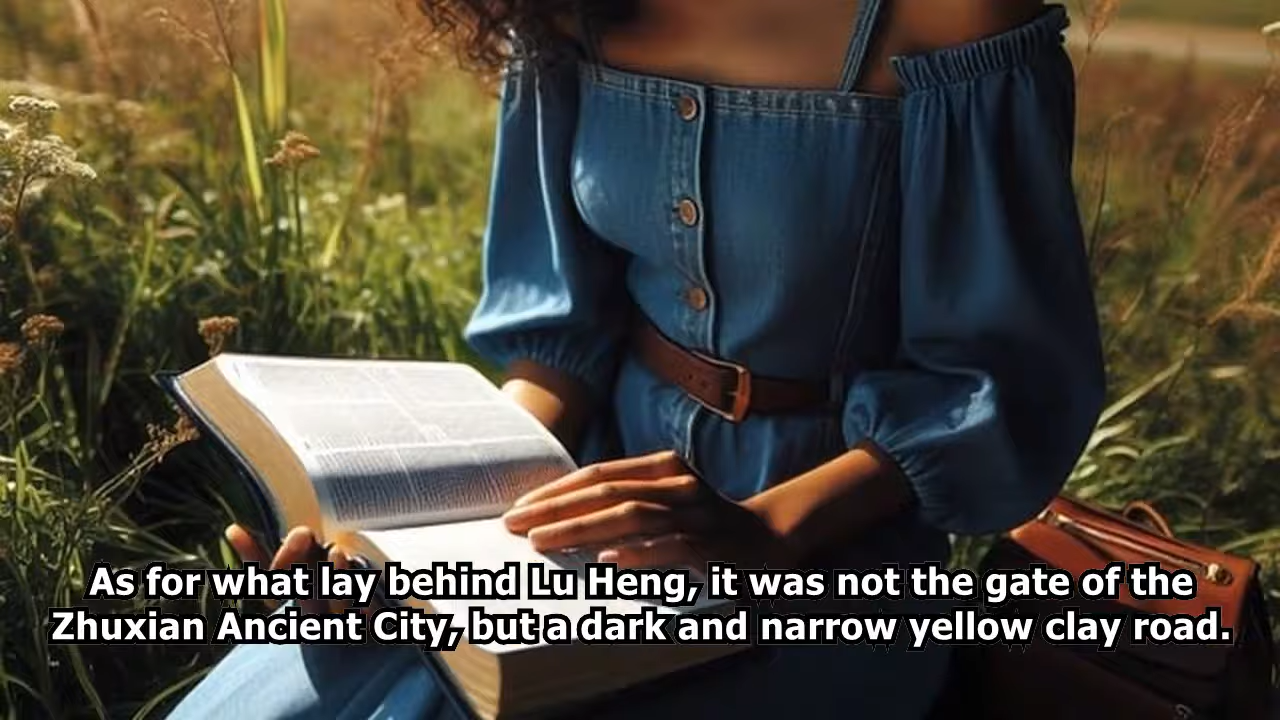 As for what lay behind Lu Heng, it was not the gate of the
Zhuxian Ancient City, but a dark and narrow yellow clay road.